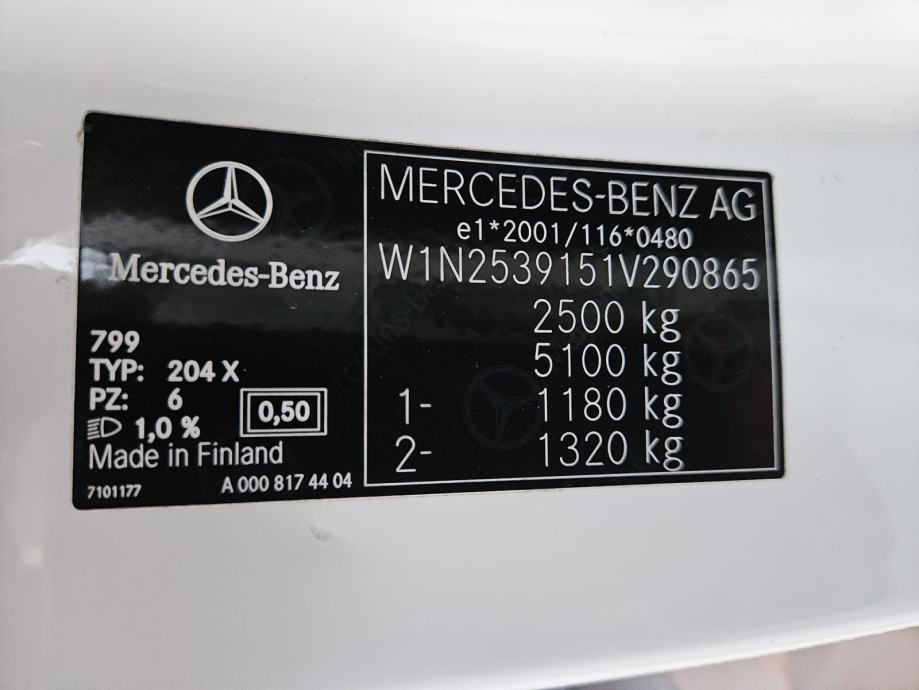 Mercedes-Benz
799
TYP: 204 X
PZ: 6
1,0 %
0,50
Made in Finland
7101177 A 000 817 44 04
MERCEDES-BENZ AG
e1*2001/116*0480
W1N2539151V290865
2500 kg
5100 kg
1- 1180 kg
2- 1320 kg